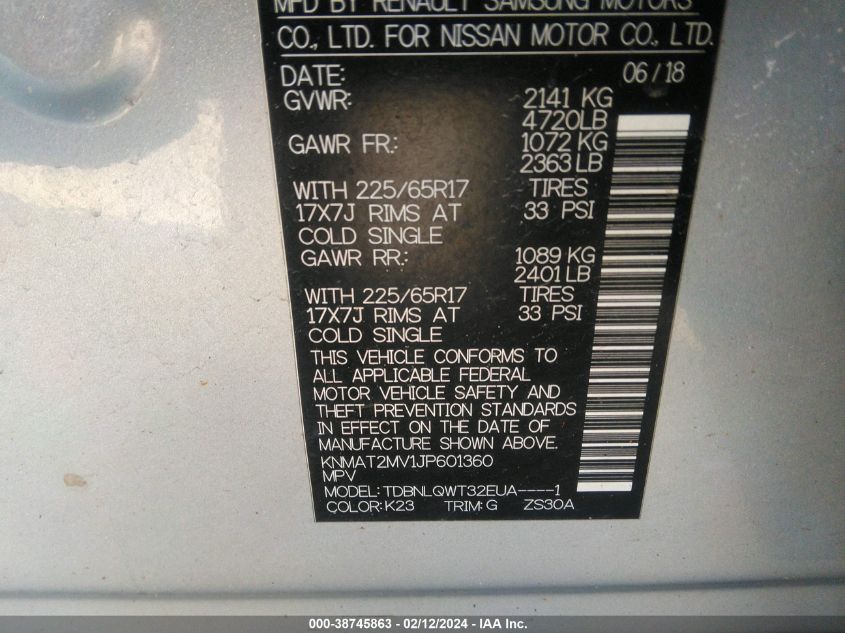 MFD BY RENAULT SAMSUNG MOTORS
CO., LTD. FOR NISSAN MOTOR CO., LTD.
DATE: 06/18
GVWR: 2141 KG
4720LB
GAWR FR: 1072 KG
2363LB
WITH 225/65R17 TIRES
17X7J RIMS AT 33 PSI
COLD SINGLE
GAWR RR: 1089 KG
2401LB
WITH 225/65R17 TIRES
17X7J RIMS AT 33 PSI
COLD SINGLE
THIS VEHICLE CONFORMS TO
ALL APPLICABLE FEDERAL
MOTOR VEHICLE SAFETY AND
THEFT PREVENTION STANDARDS
IN EFFECT ON THE DATE OF
MANUFACTURE SHOWN ABOVE.
KNMAT2MV1JP601360
MPV
MODEL: TDBNLQWT32EUA----1
COLOR: K23 TRIM: G ZS30A
000-38745863 - 02/12/2024 - IAA Inc.